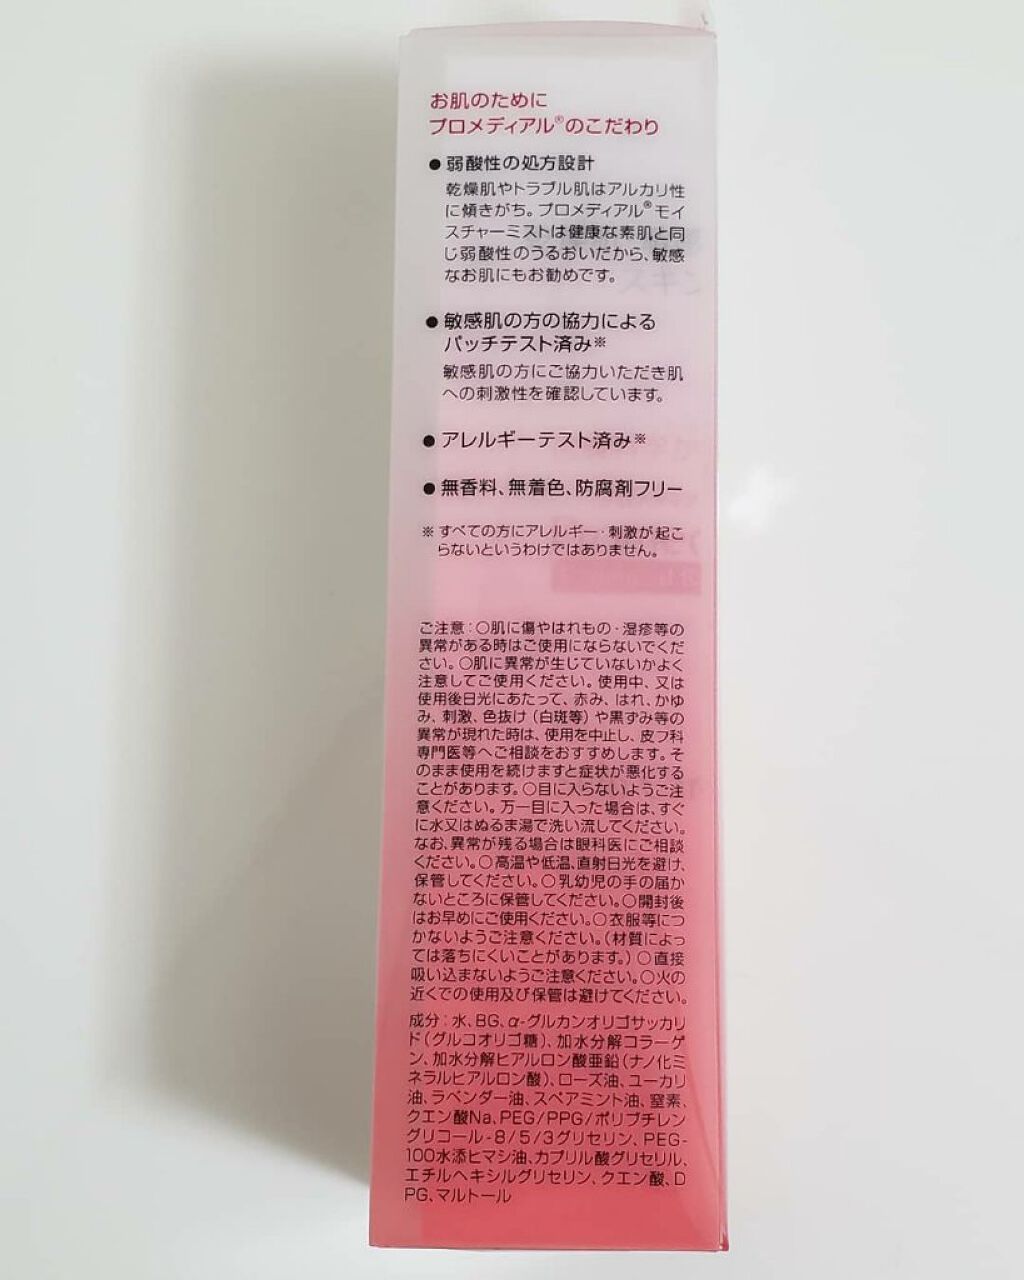 お肌のために
プロメディアル®のこだわり
● 弱酸性の処方設計
乾燥肌やトラブル肌はアルカリ性
に傾きがち。プロメディアル®モイ
スチャーミストは健康な素肌と同
じ弱酸性のうるおいだから、敏感
なお肌にもお勧めです。
● 敏感肌の方の協力による
パッチテスト済み※
敏感肌の方にご協力いただき肌
への刺激性を確認しています。
● アレルギーテスト済み※
● 無香料、無着色、防腐剤フリー
※ すべての方にアレルギー・刺激が起こ
らないというわけではありません。
ご注意：○肌に傷やはれもの・湿疹等の
異常がある時はご使用にならないでくだ
さい。○肌に異常が生じていないかよく
注意してご使用ください。使用中、又は
使用後日光にあたって、赤み、はれ、かゆ
み、刺激、色抜け（白斑等）や黒ずみ等の
異常が現れた時は、使用を中止し、皮フ科
専門医等へご相談をおすすめします。そ
のまま使用を続けますと症状が悪化する
ことがあります。○目に入らないようご注
意ください。万一目に入った場合は、すぐ
に水又はぬるま湯で洗い流してください。
なお、異常が残る場合は眼科医にご相談
ください。○高温や低温、直射日光を避け、
保管してください。○乳幼児の手の届か
ないところに保管してください。○開封後
はお早めにご使用ください。○衣服等につ
かないようご注意ください。（材質によっ
ては落ちにくいことがあります。）○直接
吸い込まないようご注意ください。○火の
近くでの使用及び保管は避けてください。
成分：水、BG、α-グルカンオリゴサッカリ
ド（グルコオリゴ糖）、加水分解コラーゲ
ン、加水分解ヒアルロン酸亜鉛（ナノ化ミ
ネラルヒアルロン酸）、ローズ油、ユーカリ
油、ラベンダー油、スペアミント油、窒素、
クエン酸Na、PEG/PPG/ポリブチレン
グリコール-8/5/3グリセリン、PEG-
100水添ヒマシ油、カプリル酸グリセリル、
エチルヘキシルグリセリン、クエン酸、D
PG、マルトール